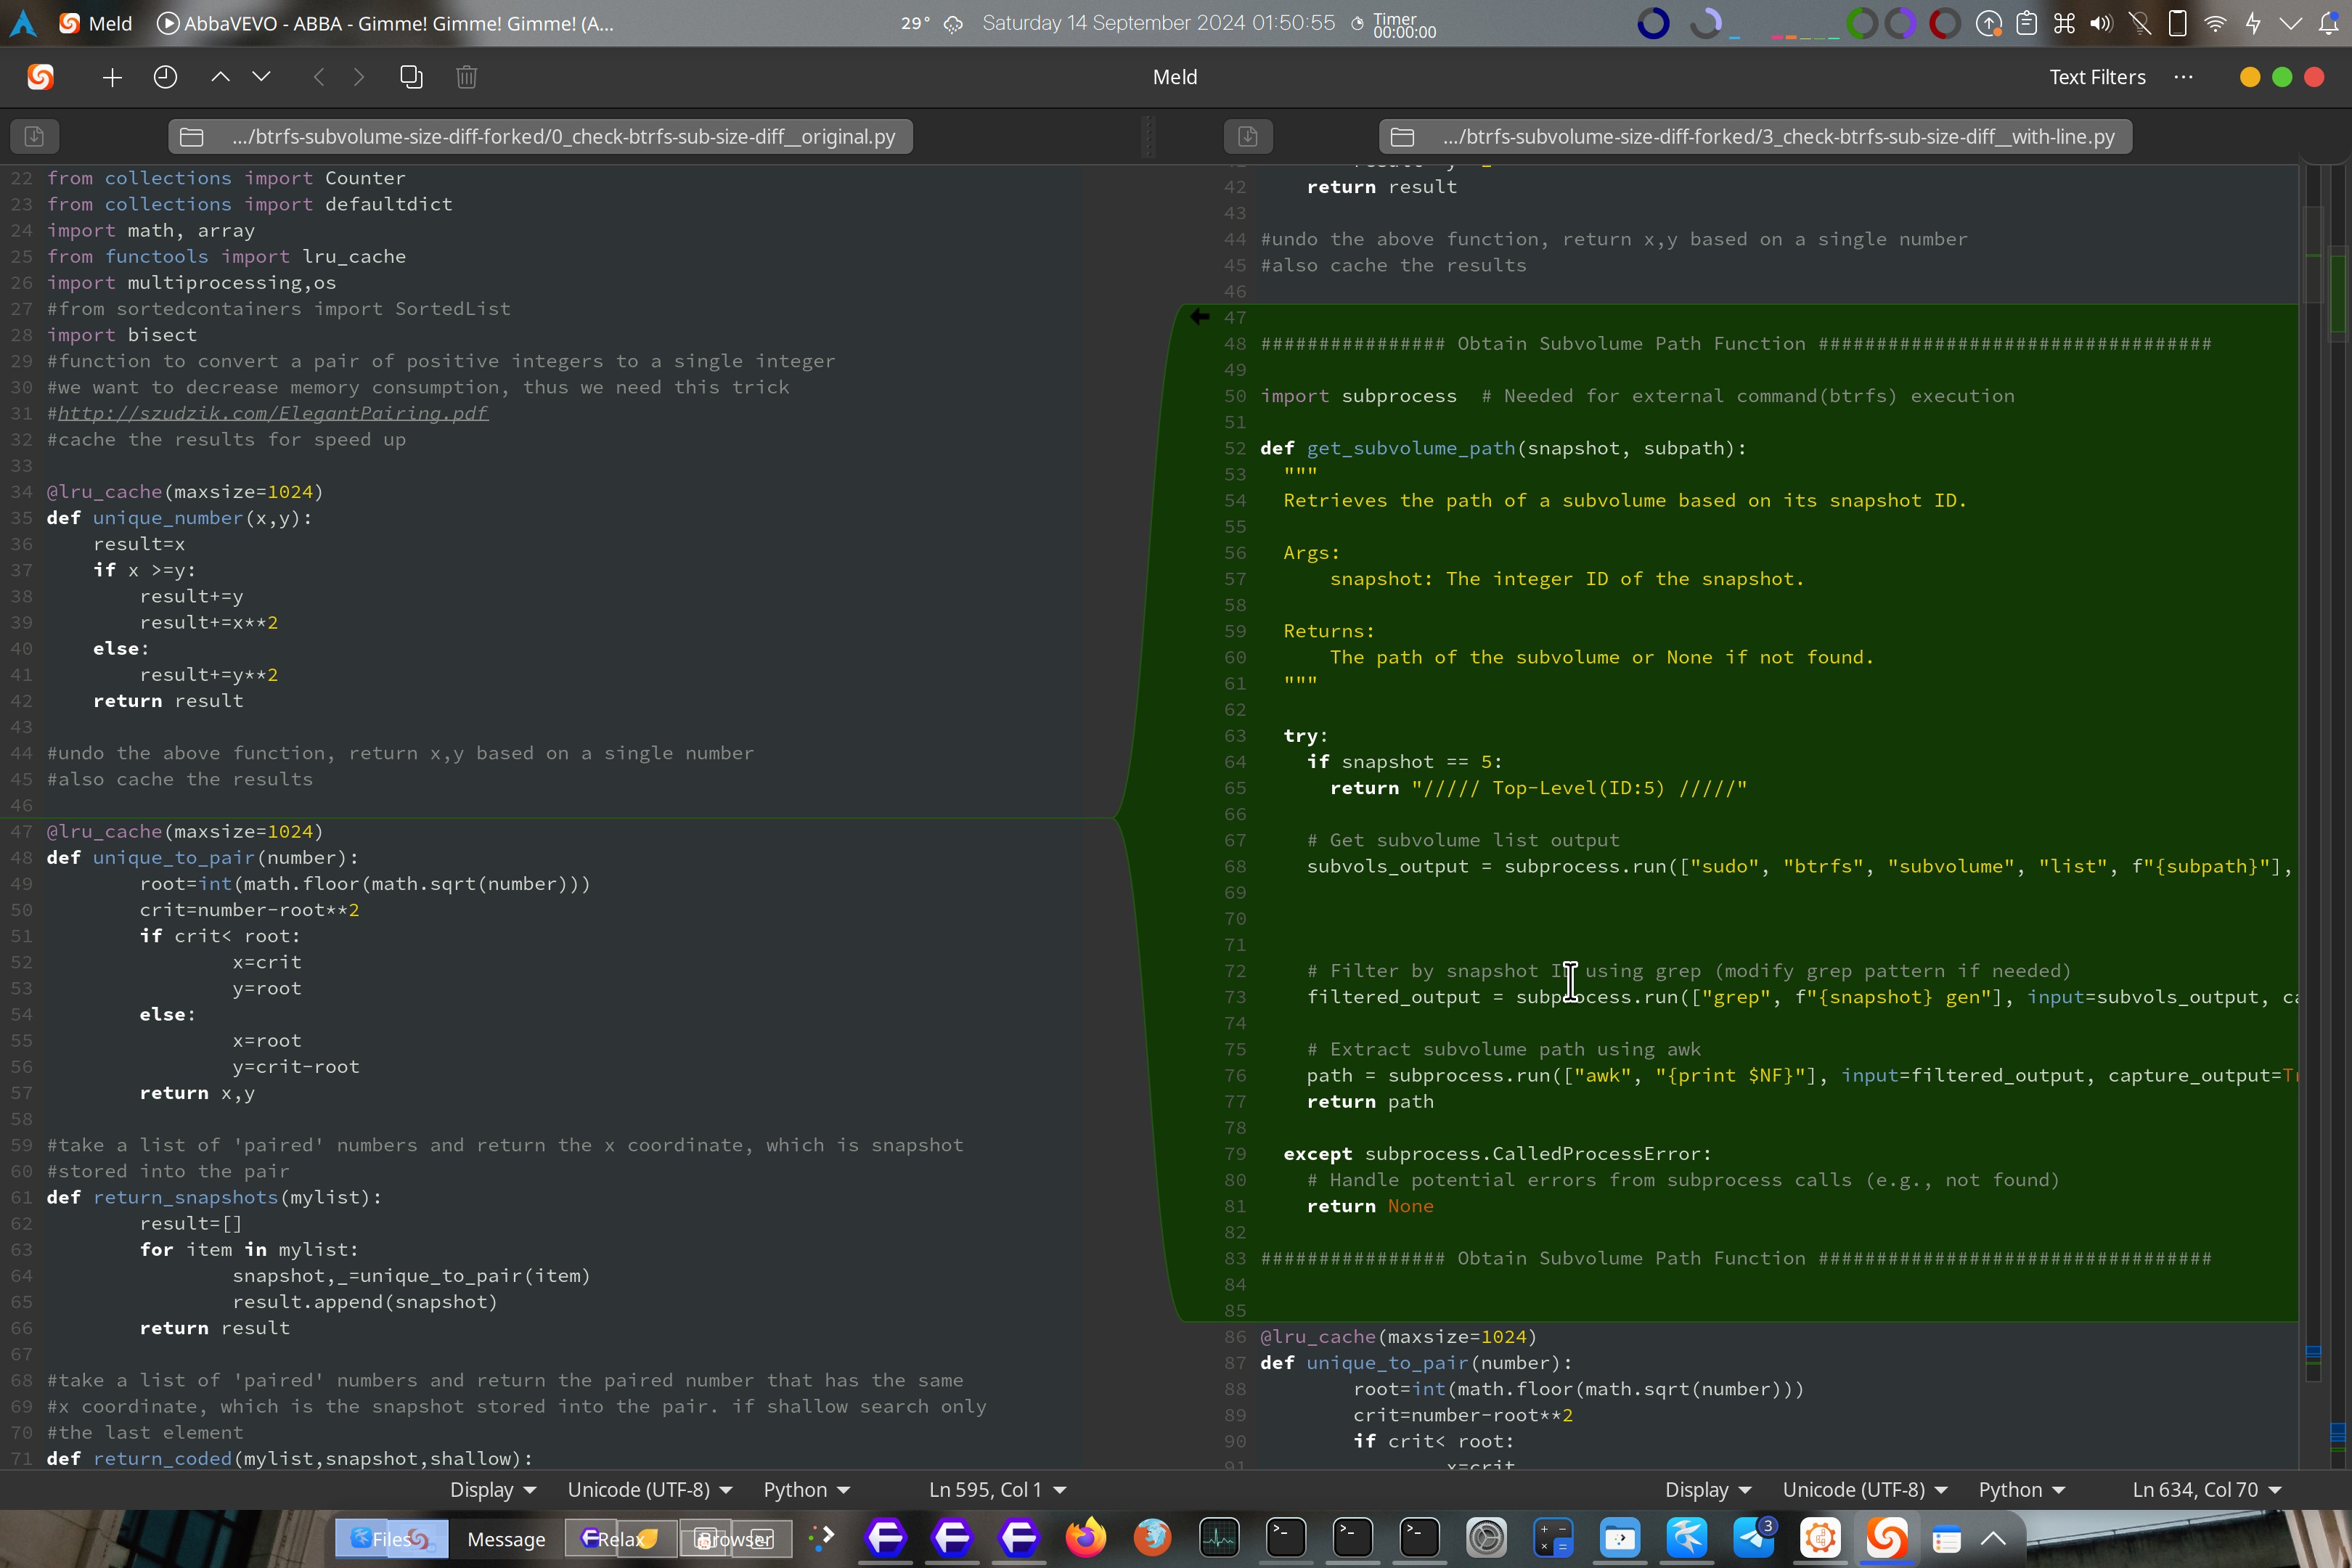 Meld
AbbaVEVO - ABBA - Gimme! Gimme! Gimme! (A...
29°
Saturday 14 September 2024 01:50:55
Timer
00:00:00
Meld
Text Filters
.../btrfs-subvolume-size-diff-forked/0_check-btrfs-sub-size-diff__original.py
22 from collections import Counter
23 from collections import defaultdict
24 import math, array
25 from functools import lru_cache
26 import multiprocessing,os
27 #from sortedcontainers import SortedList
28 import bisect
29 #function to convert a pair of positive integers to a single integer
30 #we want to decrease memory consumption, thus we need this trick
31 #http://szudzik.com/ElegantPairing.pdf
32 #cache the results for speed up
33
34 @lru_cache(maxsize=1024)
35 def unique_number(x,y):
36     result=x
37     if x >=y:
38         result+=y
39         result+=x**2
40     else:
41         result+=y**2
42     return result
43
44 #undo the above function, return x,y based on a single number
45 #also cache the results
46
47 @lru_cache(maxsize=1024)
48 def unique_to_pair(number):
49         root=int(math.floor(math.sqrt(number)))
50         crit=number-root**2
51         if crit< root:
52                 x=crit
53                 y=root
54         else:
55                 x=root
56                 y=crit-root
57         return x,y
58
59 #take a list of 'paired' numbers and return the x coordinate, which is snapshot
60 #stored into the pair
61 def return_snapshots(mylist):
62         result=[]
63         for item in mylist:
64                 snapshot,_=unique_to_pair(item)
65                 result.append(snapshot)
66         return result
67
68 #take a list of 'paired' numbers and return the paired number that has the same
69 #x coordinate, which is the snapshot stored into the pair. if shallow search only
70 #the last element
71 def return_coded(mylist,snapshot,shallow):
Display
Unicode (UTF-8)
Python
Ln 595, Col 1
.../btrfs-subvolume-size-diff-forked/3_check-btrfs-sub-size-diff__with-line.py
42     return result
43
44 #undo the above function, return x,y based on a single number
45 #also cache the results
46
47
48 ################ Obtain Subvolume Path Function ##################################
49
50 import subprocess  # Needed for external command(btrfs) execution
51
52 def get_subvolume_path(snapshot, subpath):
53   """
54   Retrieves the path of a subvolume based on its snapshot ID.
55
56   Args:
57       snapshot: The integer ID of the snapshot.
58
59   Returns:
60       The path of the subvolume or None if not found.
61   """
62
63   try:
64     if snapshot == 5:
65       return "///// Top-Level(ID:5) /////"
66
67     # Get subvolume list output
68     subvols_output = subprocess.run(["sudo", "btrfs", "subvolume", "list", f"{subpath}"],
69
70
71
72     # Filter by snapshot ID using grep (modify grep pattern if needed)
73     filtered_output = subprocess.run(["grep", f"{snapshot} gen"], input=subvols_output, ca
74
75     # Extract subvolume path using awk
76     path = subprocess.run(["awk", "{print $NF}"], input=filtered_output, capture_output=Tr
77     return path
78
79   except subprocess.CalledProcessError:
80     # Handle potential errors from subprocess calls (e.g., not found)
81     return None
82
83 ################ Obtain Subvolume Path Function ##################################
84
85
86 @lru_cache(maxsize=1024)
87 def unique_to_pair(number):
88         root=int(math.floor(math.sqrt(number)))
89         crit=number-root**2
90         if crit< root:
91                 x=crit
Display
Unicode (UTF-8)
Python
Ln 634, Col 70
Files
Message
Relax
Browser
3